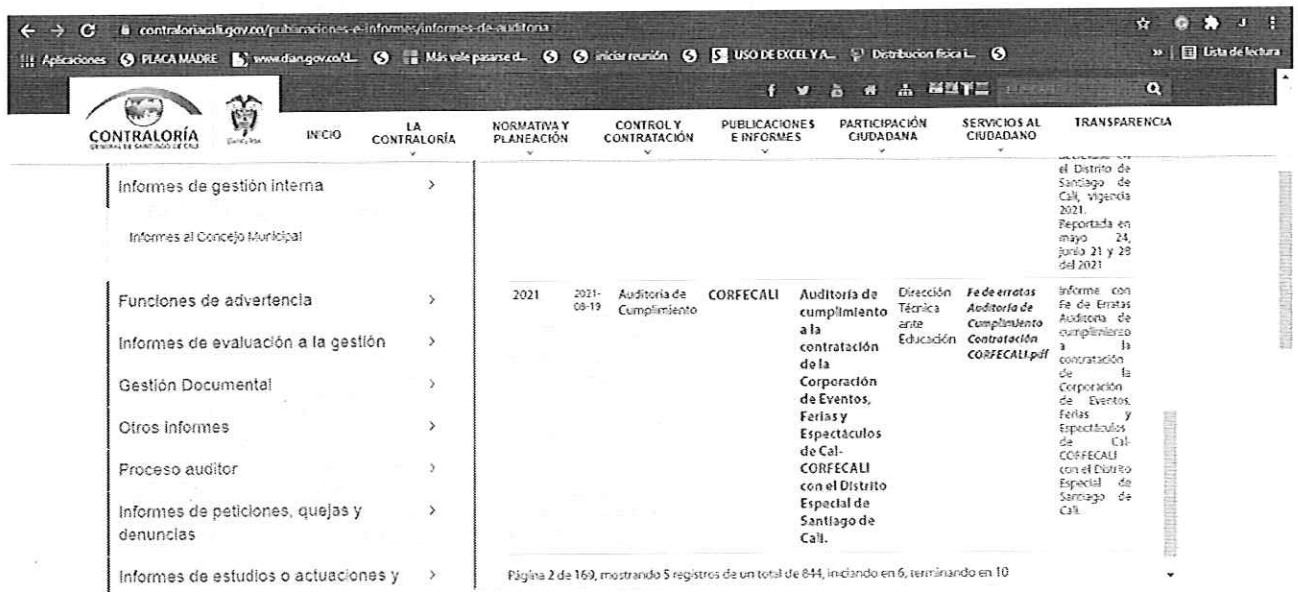 contraloriacali.gov.co/publicaciones-e-informes/informes-de-auditoria
Aplicaciones PLACA MADRE www.dian.gov.co/d... Más vale pasarse d... iniciar reunión USO DE EXCEL Y A... Distribucion fisica i... » Lista de lectura
CONTRALORÍA
GENERAL DE SANTIAGO DE CALI
INICIO
LA CONTRALORÍA
NORMATIVA Y PLANEACIÓN
CONTROL Y CONTRATACIÓN
PUBLICACIONES E INFORMES
PARTICIPACIÓN CIUDADANA
SERVICIOS AL CIUDADANO
TRANSPARENCIA
Informes de gestión interna
Informes al Concejo Municipal
Funciones de advertencia
Informes de evaluación a la gestión
Gestión Documental
Otros informes
Proceso auditor
Informes de peticiones, quejas y
denuncias
Informes de estudios o actuaciones y
el Distrito de
Santiago de
Cali, vigencia
2021.
Reportada en
mayo 24,
junio 21 y 28
del 2021
2021
2021-
08-19
Auditoría de
Cumplimiento
CORFECALI
Auditoría de
cumplimiento
a la
contratación
de la
Corporación
de Eventos,
Ferias y
Espectáculos
de Cal-
CORFECALI
con el Distrito
Especial de
Santiago de
Cali.
Dirección
Técnica
ante
Educación
Fe de erratas
Auditoría de
Cumplimiento
Contratación
CORFECALI.pdf
Informe con
Fe de Erratas
Auditoria de
cumplimiento
a la
contratación
de la
Corporación
de Eventos,
Ferias y
Espectáculos
de Cal-
CORFECALI
con el Distrito
Especial de
Santiago de
Cali.
Página 2 de 169, mostrando 5 registros de un total de 844, iniciando en 6, terminando en 10